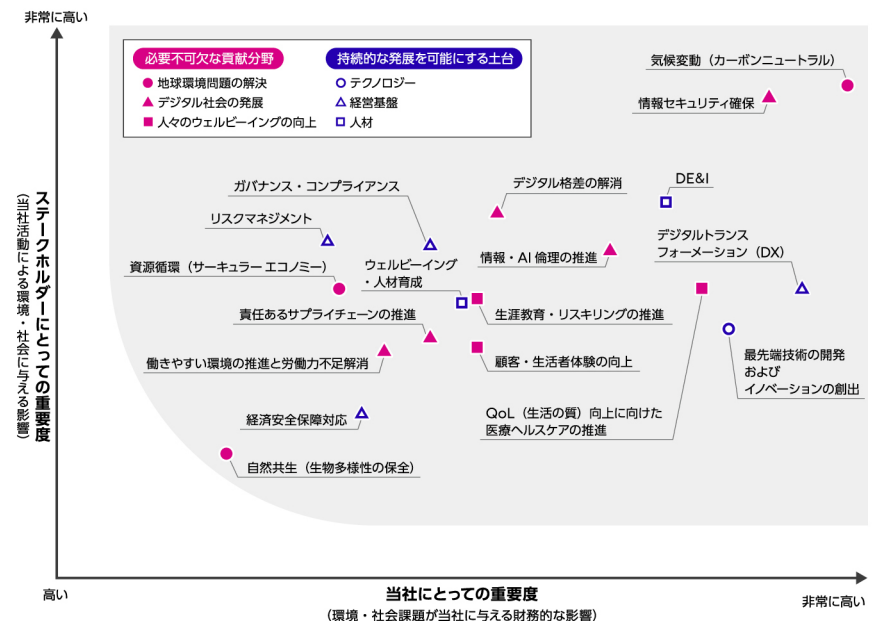 非常に高い
必要不可欠な貢献分野
地球環境問題の解決
デジタル社会の発展
人々のウェルビーイングの向上
持続的な発展を可能にする土台
テクノロジー
経営基盤
人材
気候変動（カーボンニュートラル）
情報セキュリティ確保
DE&I
デジタル格差の解消
ガバナンス・コンプライアンス
リスクマネジメント
デジタルトランス
フォーメーション（DX）
情報・AI 倫理の推進
資源循環（サーキュラー エコノミー）
ウェルビーイング
・人材育成
責任あるサプライチェーンの推進
生涯教育・リスキリングの推進
働きやすい環境の推進と労働力不足解消
顧客・生活者体験の向上
最先端技術の開発
および
イノベーションの創出
経済安全保障対応
QoL（生活の質）向上に向けた
医療ヘルスケアの推進
自然共生（生物多様性の保全）
ステークホルダーにとっての重要度
（当社活動による環境・社会に与える影響）
高い
当社にとっての重要度
（環境・社会課題が当社に与える財務的な影響）
非常に高い